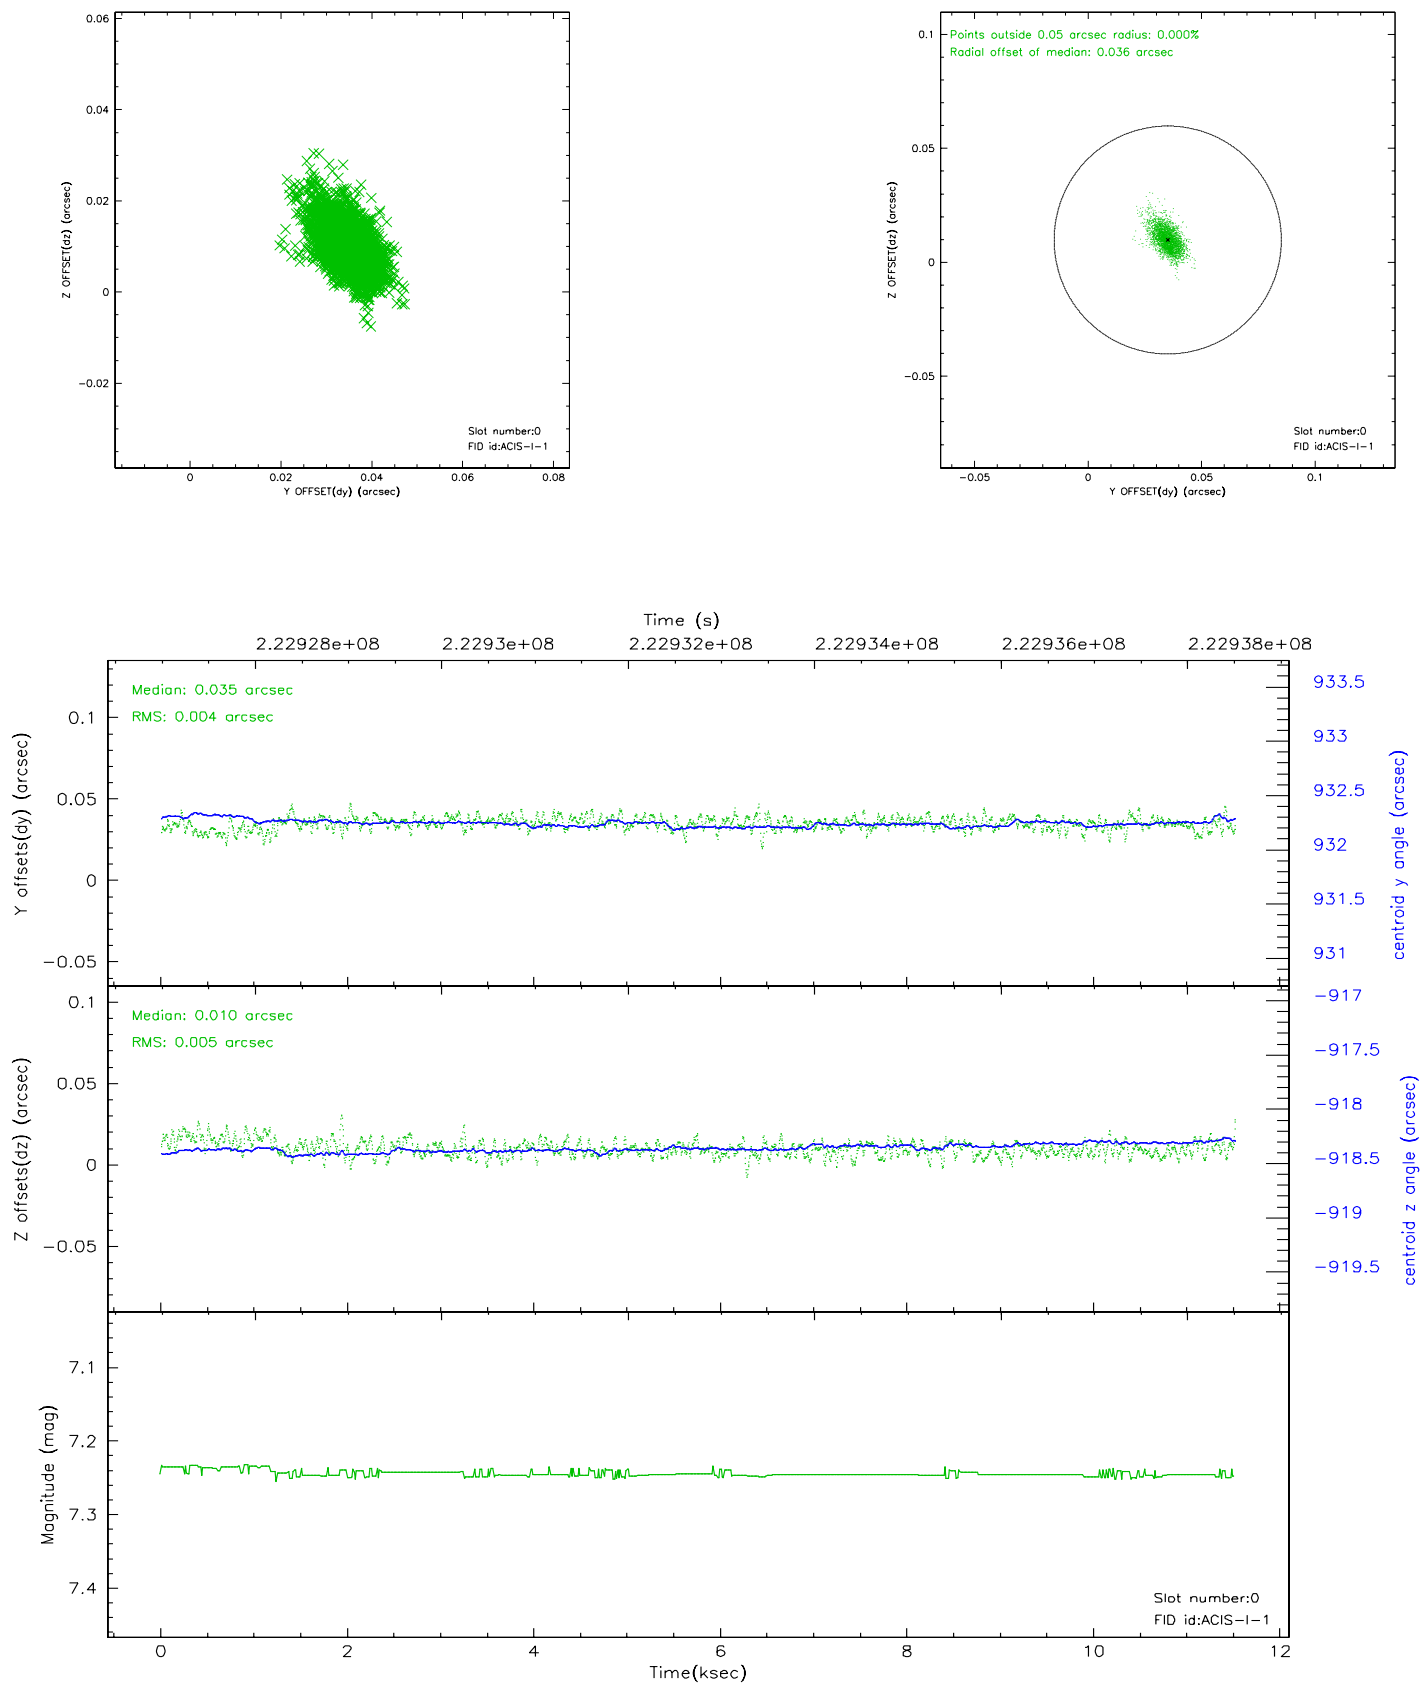 0.06
0.04
0.02
0
−0.02
Z OFFSET(dz) (arcsec)
Slot number:0
FID id:ACIS−I−1
0
0.02
0.04
0.06
0.08
Y OFFSET(dy) (arcsec)
Points outside 0.05 arcsec radius: 0.000%
Radial offset of median: 0.036 arcsec
0.1
0.05
0
−0.05
Z OFFSET(dz) (arcsec)
Slot number:0
FID id:ACIS−I−1
−0.05
0
0.05
0.1
Y OFFSET(dy) (arcsec)
Time (s)
2.22928e+08
2.2293e+08
2.22932e+08
2.22934e+08
2.22936e+08
2.22938e+08
Median: 0.035 arcsec
RMS: 0.004 arcsec
0.1
0.05
0
−0.05
Y offsets(dy) (arcsec)
933.5
933
932.5
932
931.5
931
centroid y angle (arcsec)
Median: 0.010 arcsec
RMS: 0.005 arcsec
0.1
0.05
0
−0.05
Z offsets(dz) (arcsec)
−917
−917.5
−918
−918.5
−919
−919.5
centroid z angle (arcsec)
7.1
7.2
7.3
7.4
Magnitude (mag)
Slot number:0
FID id:ACIS−I−1
0
2
4
6
8
10
12
Time(ksec)